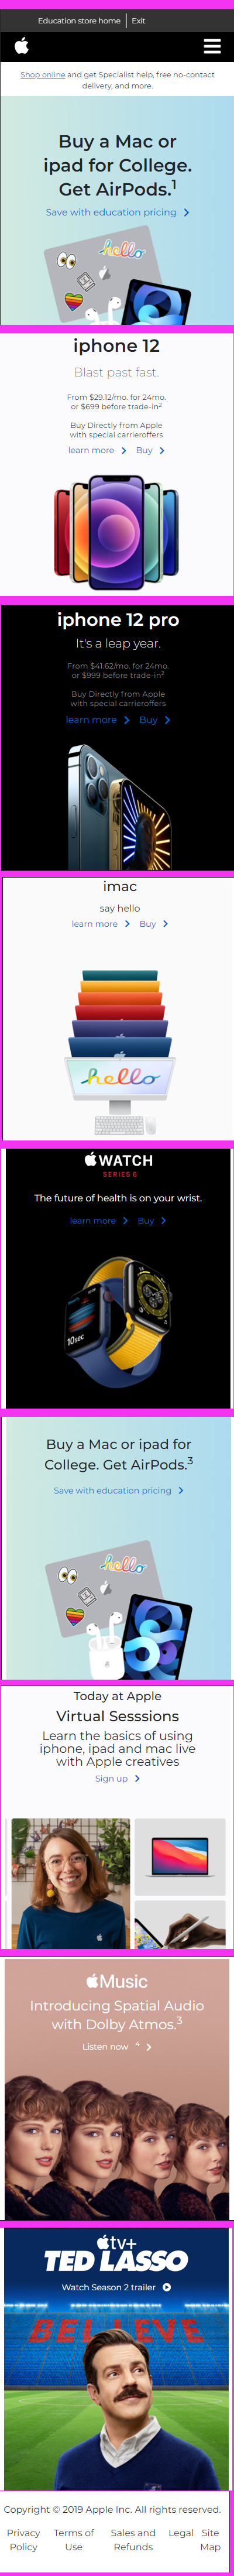 Education store home | Exit
Shop online and get Specialist help, free no-contact
delivery, and more.
Buy a Mac or
ipad for College.
Get AirPods.1
Save with education pricing
hello
iphone 12
Blast past fast.
From $29.12/mo. for 24mo.
or $699 before trade-in2
Buy Directly from Apple
with special carrieroffers
learn more Buy
iphone 12 pro
It's a leap year.
From $41.62/mo. for 24mo.
or $999 before trade-in2
Buy Directly from Apple
with special carrieroffers
learn more Buy
imac
say hello
learn more Buy
hello
WATCH
SERIES 6
The future of health is on your wrist.
learn more Buy
10sec
Buy a Mac or ipad for
College. Get AirPods.3
Save with education pricing
hello
Today at Apple
Virtual Sesssions
Learn the basics of using
iphone, ipad and mac live
with Apple creatives
Sign up
Music
Introducing Spatial Audio
with Dolby Atmos.3
Listen now 4
tv+
TED LASSO
Watch Season 2 trailer
BELIEVE
Copyright © 2019 Apple Inc. All rights reserved.
Privacy Policy
Terms of Use
Sales and Refunds
Legal
Site Map